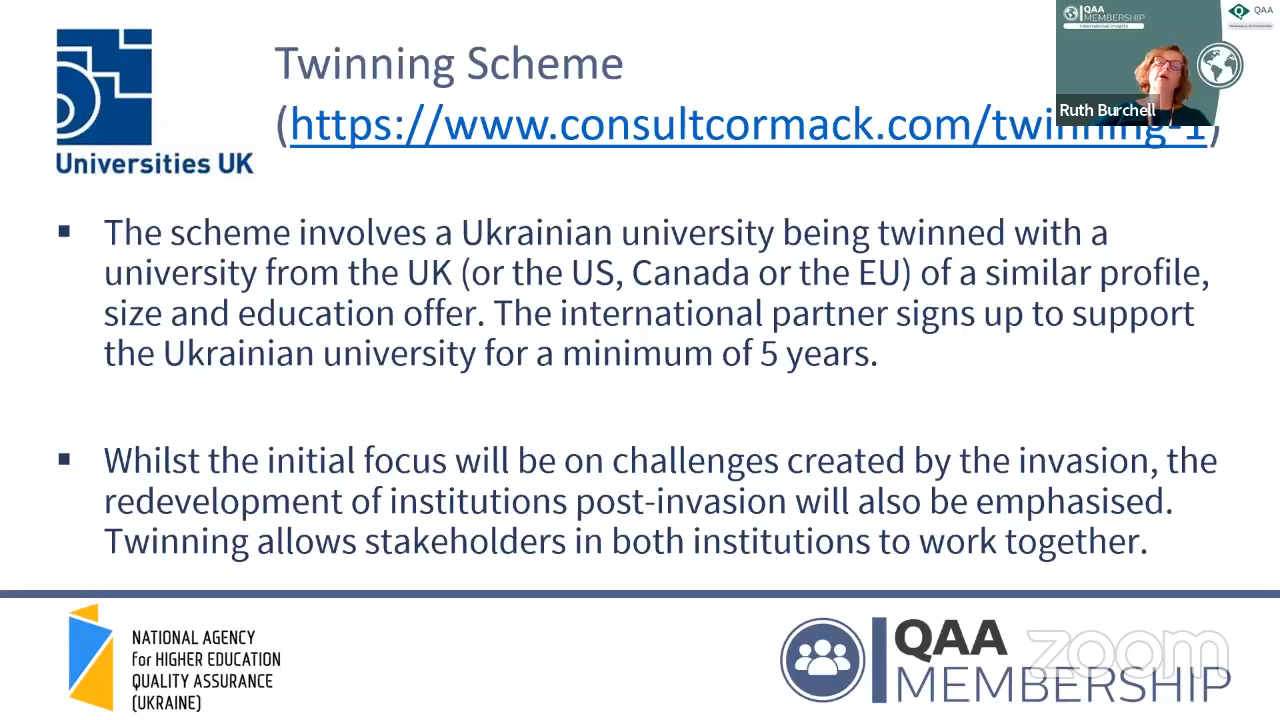 Universities UK
Twinning Scheme
(https://www.consultcormack.com/twinning-1)
QAA
MEMBERSHIP
International Insights
QAA
Ruth Burchell
▪ The scheme involves a Ukrainian university being twinned with a
university from the UK (or the US, Canada or the EU) of a similar profile,
size and education offer. The international partner signs up to support
the Ukrainian university for a minimum of 5 years.
▪ Whilst the initial focus will be on challenges created by the invasion, the
redevelopment of institutions post-invasion will also be emphasised.
Twinning allows stakeholders in both institutions to work together.
NATIONAL AGENCY
for HIGHER EDUCATION
QUALITY ASSURANCE
(UKRAINE)
QAA
MEMBERSHIP
zoom